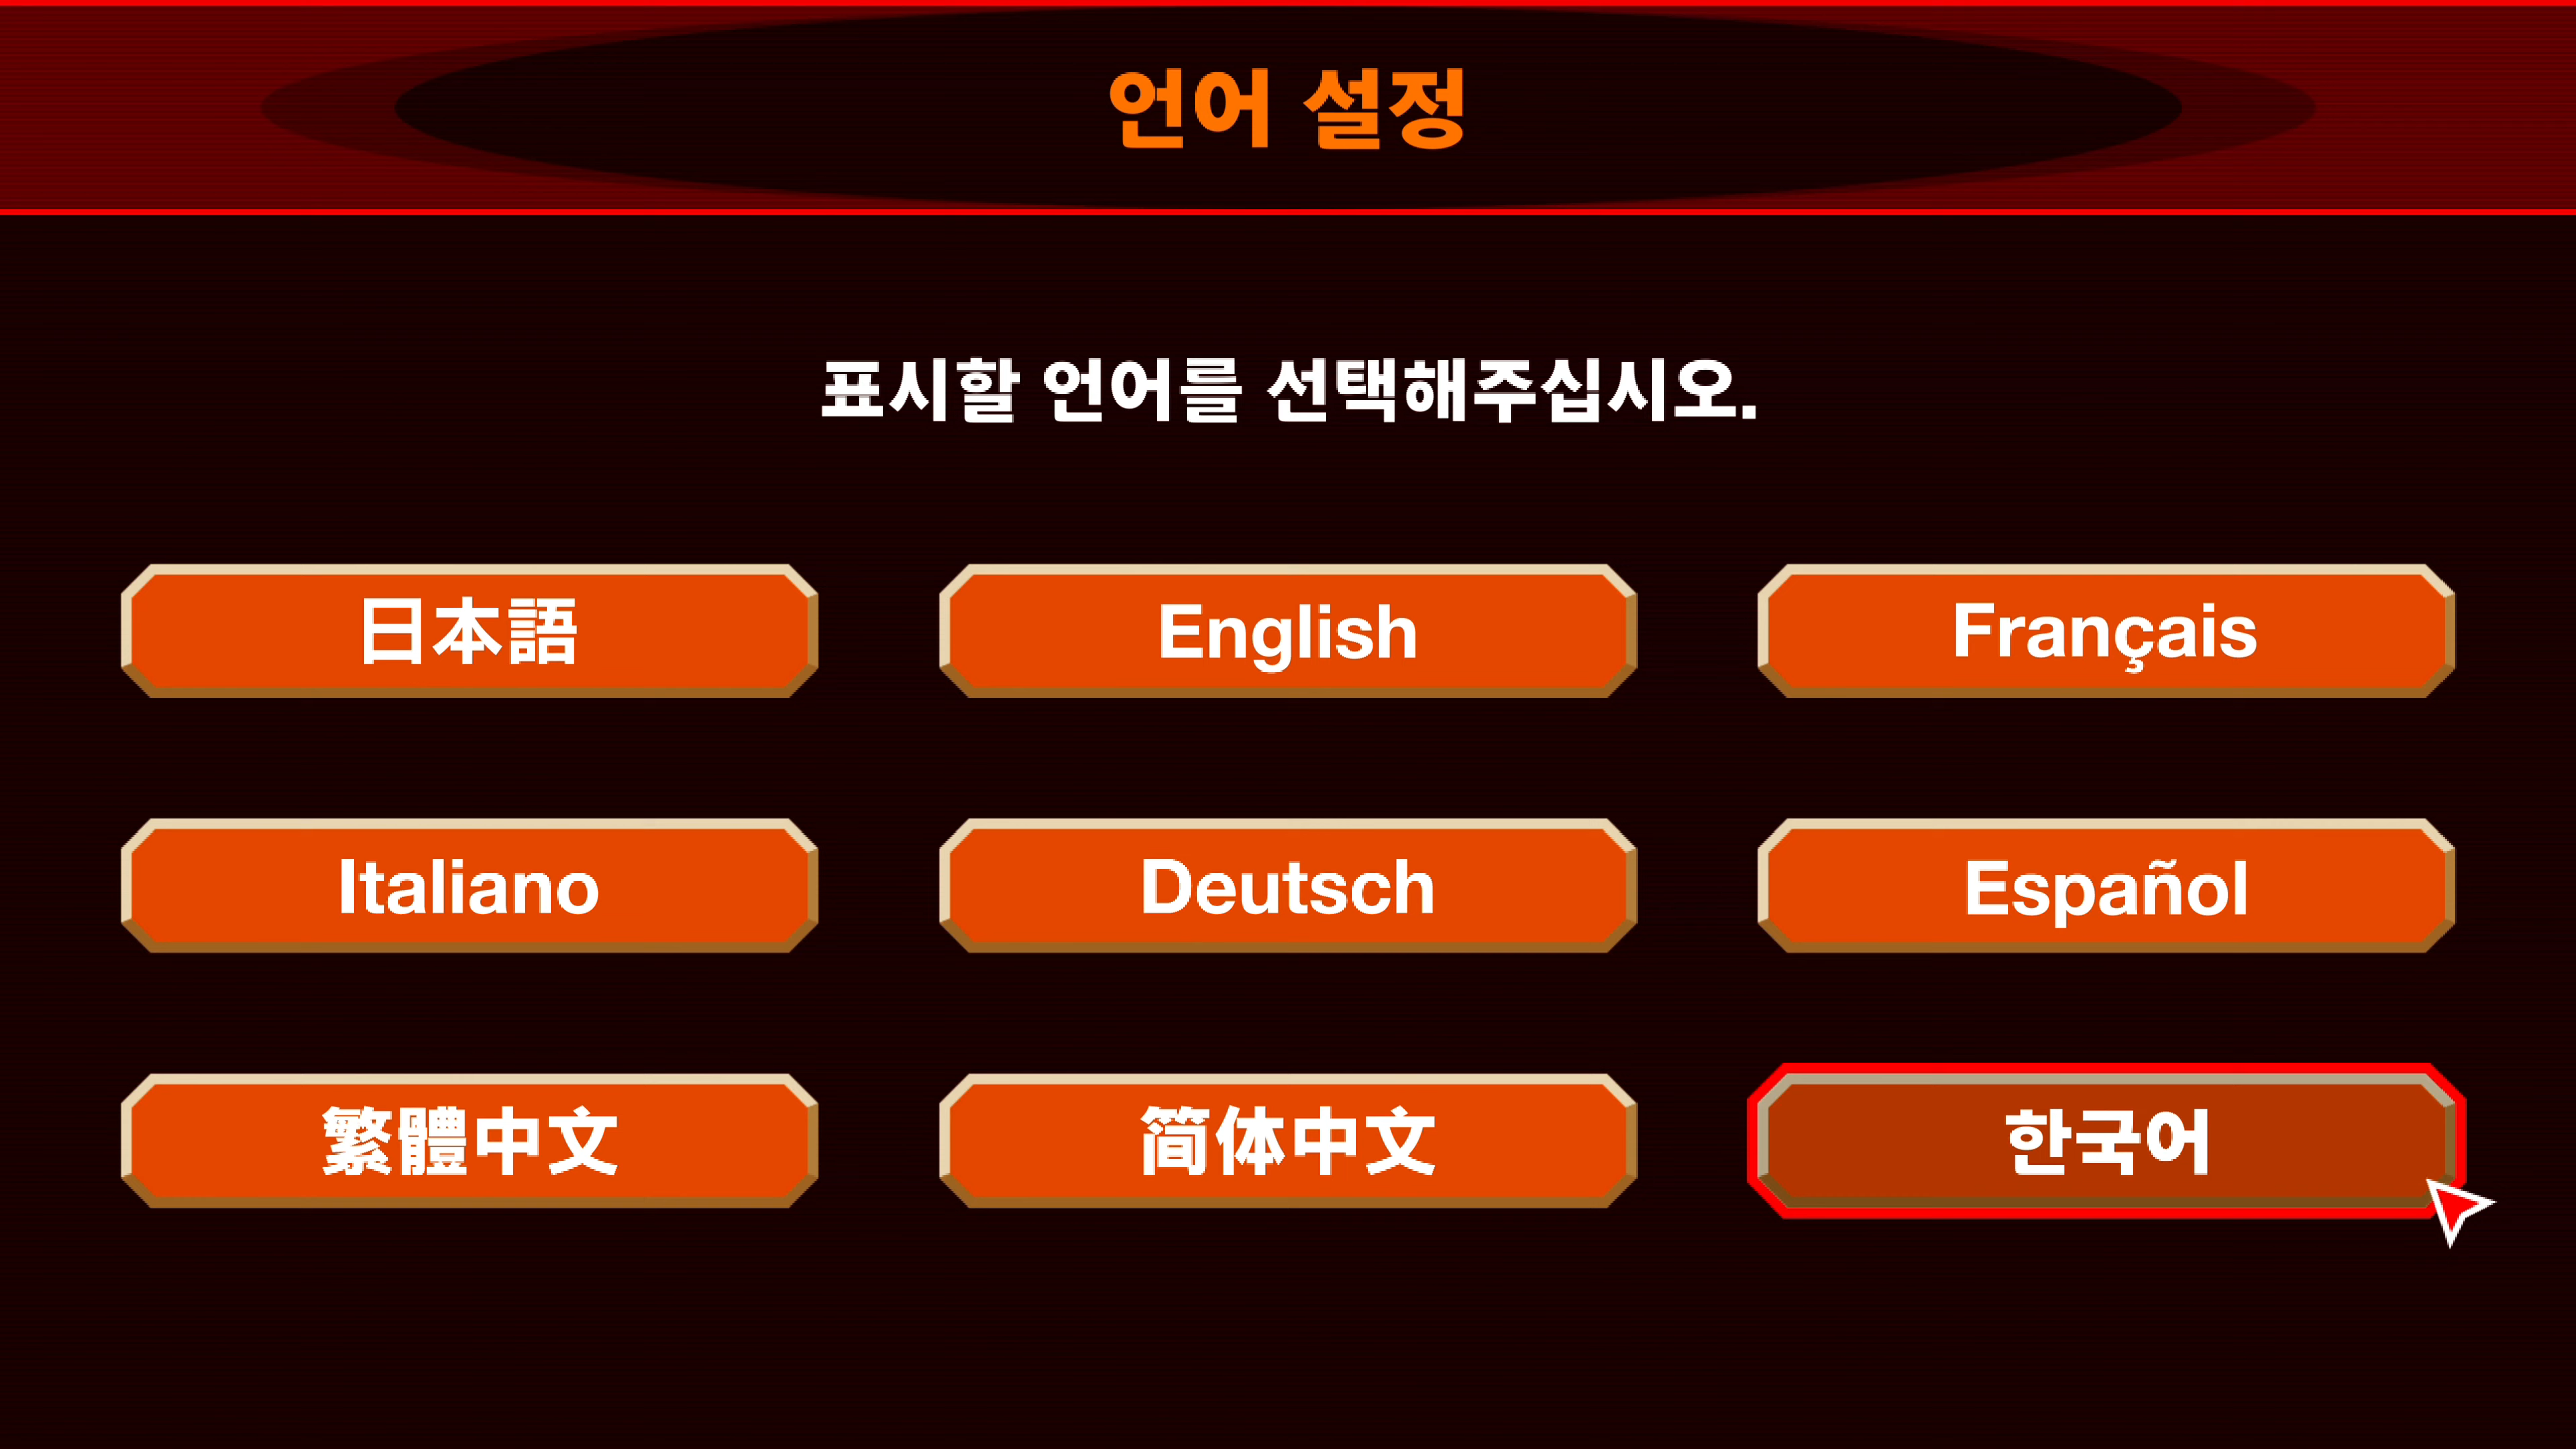 언어 설정
표시할 언어를 선택해주십시오.
日本語
English
Français
Italiano
Deutsch
Español
繁體中文
简体中文
한국어